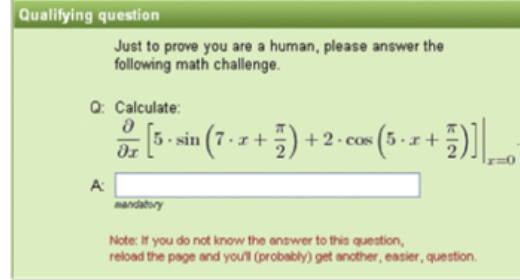 Qualifying question
Just to prove you are a human, please answer the
following math challenge.
Q: Calculate:
∂/∂x [5 · sin (7 · x + π/2) + 2 · cos (5 · x + π/2)]|x=0.
A:
mandatory
Note: If you do not know the answer to this question,
reload the page and you'll (probably) get another, easier, question.